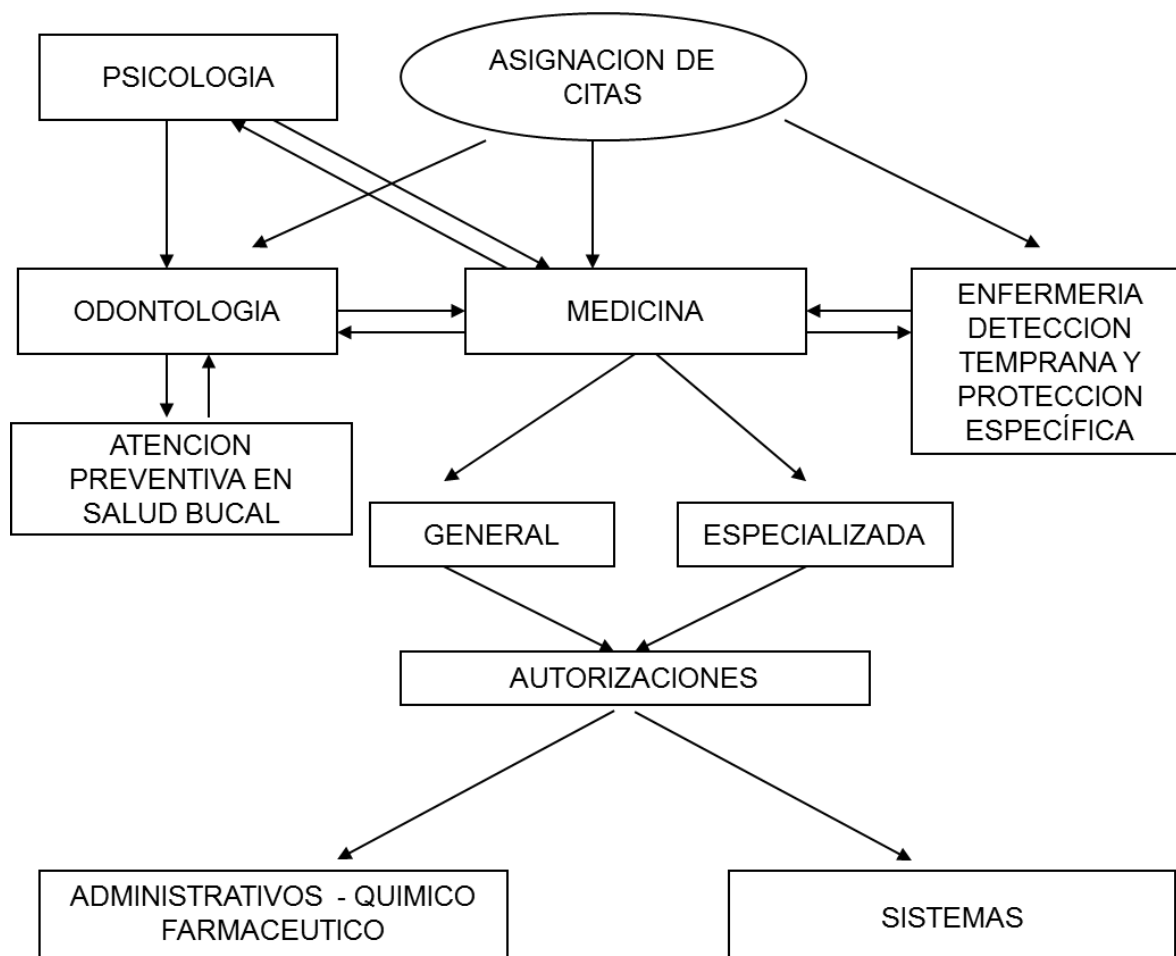 PSICOLOGIA
ASIGNACION DE
CITAS
ODONTOLOGIA
MEDICINA
ENFERMERIA
DETECCION
TEMPRANA Y
PROTECCION
ESPECÍFICA
ATENCION
PREVENTIVA EN
SALUD BUCAL
GENERAL
ESPECIALIZADA
AUTORIZACIONES
ADMINISTRATIVOS - QUIMICO
FARMACEUTICO
SISTEMAS